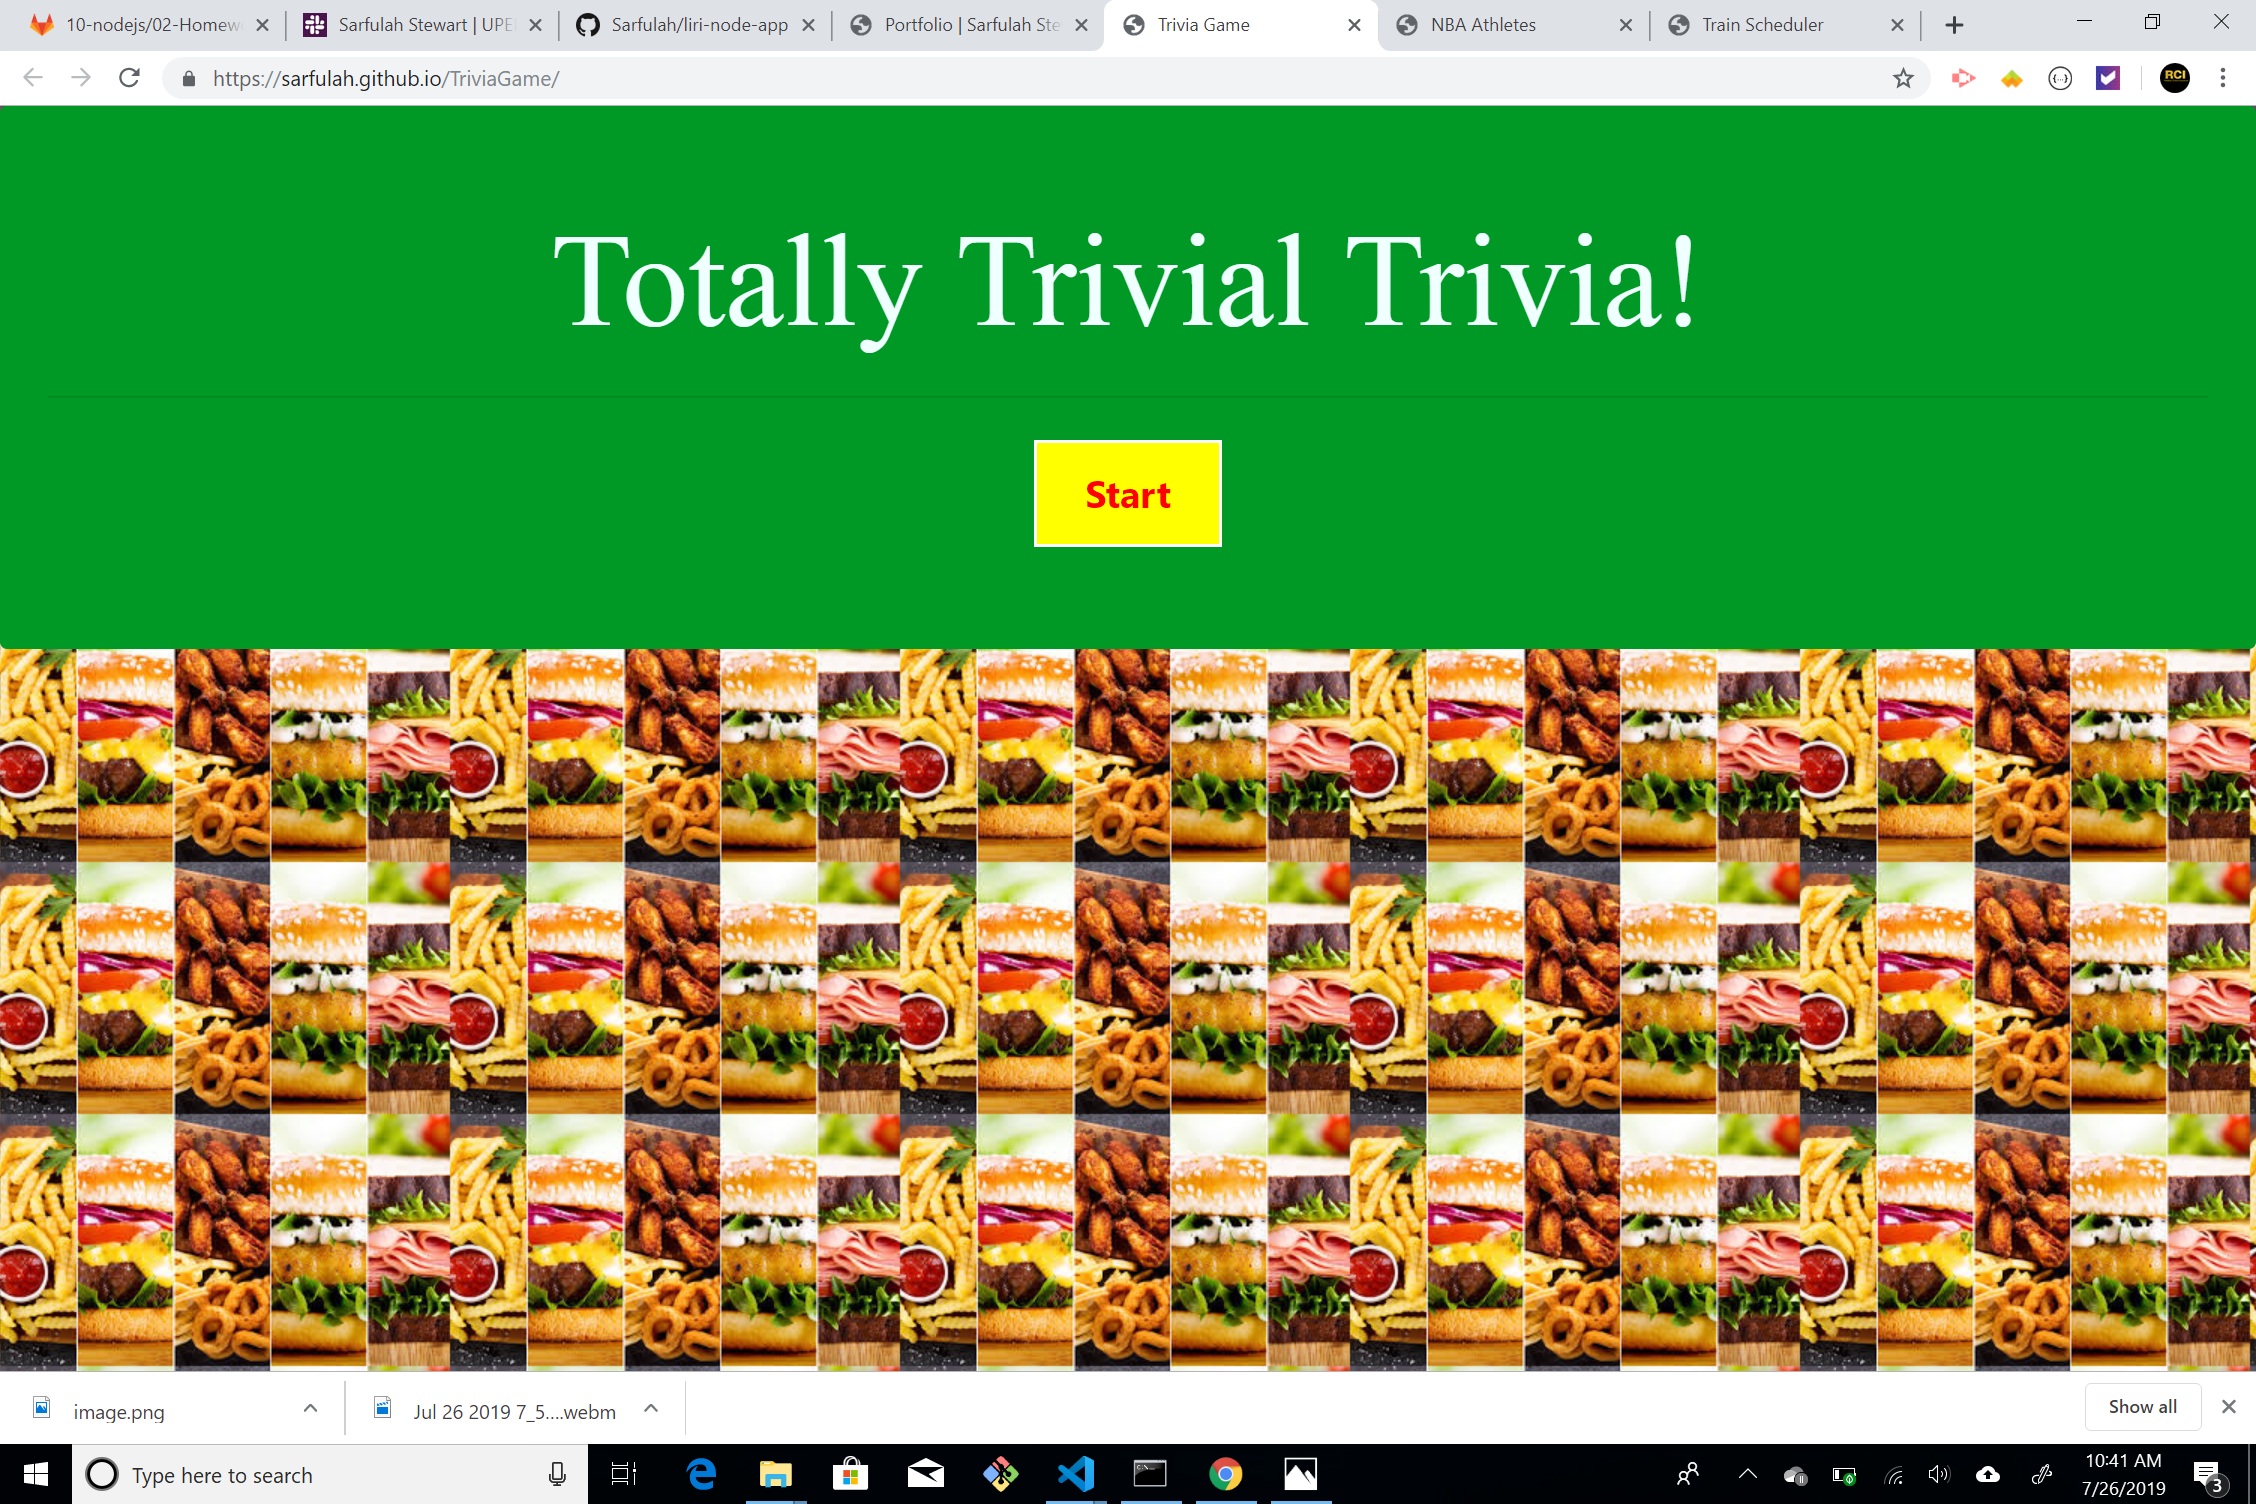 10-nodejs/02-Homew
Sarfulah Stewart | UPE
Sarfulah/liri-node-app
Portfolio | Sarfulah Ste
Trivia Game
NBA Athletes
Train Scheduler
https://sarfulah.github.io/TriviaGame/
RCI
Totally Trivial Trivia!
Start
image.png
Jul 26 2019 7_5....webm
Show all
Type here to search
10:41 AM
7/26/2019
3